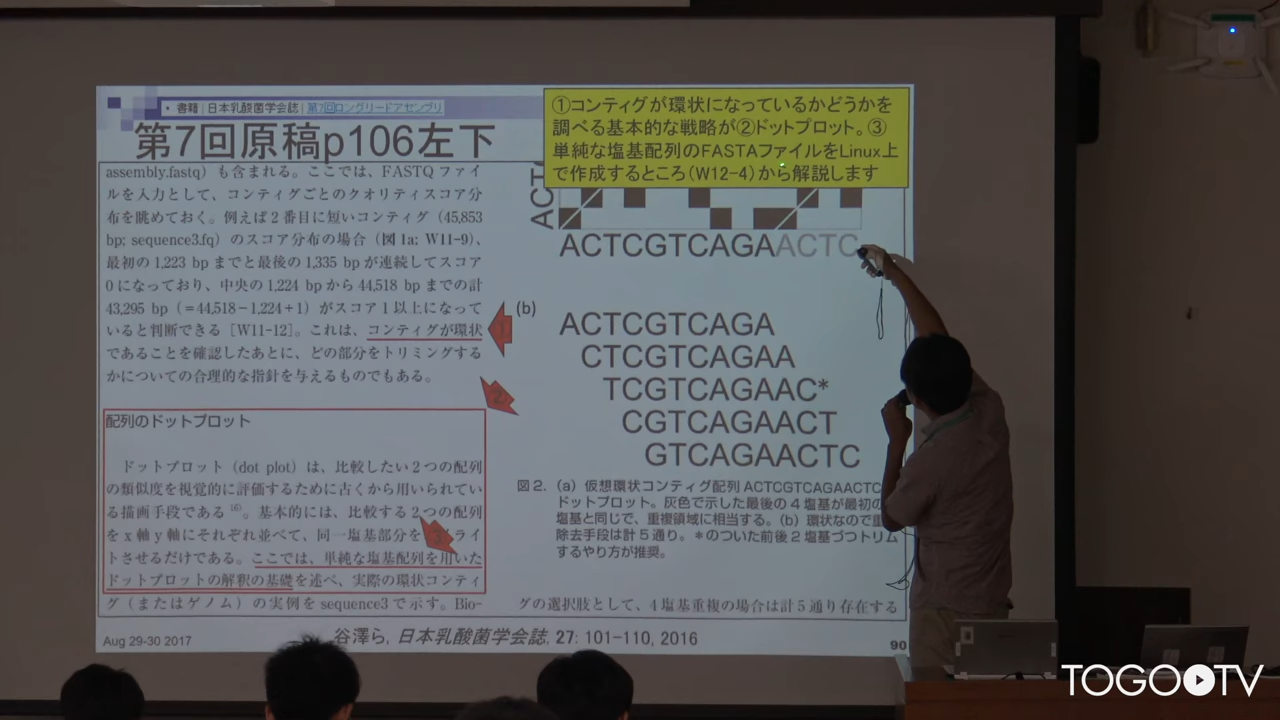 ・書籍 | 日本乳酸菌学会誌 | 第7回ロングリードアセンブリ
第7回原稿p106左下
①コンティグが環状になっているかどうかを
調べる基本的な戦略が②ドットプロット。③
単純な塩基配列のFASTAファイルをLinux上
で作成するところ(W12-4)から解説します
assembly.fastq）も含まれる。ここでは、FASTQ ファイ
ルを入力として、コンティグごとのクオリティスコア分
布を眺めておく。例えば2番目に短いコンティグ（45,853
bp; sequence3.fq）のスコア分布の場合（図1a; W11-9）、
最初の1,223 bp までと最後の1,335 bp が連続してスコア
0 になっており、中央の1,224 bp から44,518 bp までの計
43,295 bp（＝44,518－1,224＋1）がスコア1以上になって
いると判断できる［W11-12］。これは、コンティグが環状
であることを確認したあとに、どの部分をトリミングする
かについての合理的な指針を与えるものでもある。
配列のドットプロット
ドットプロット（dot plot）は、比較したい2つの配列
の類似度を視覚的に評価するために古くから用いられてい
る描画手段である 16)。基本的には、比較する2つの配列
をx軸y軸にそれぞれ並べて、同一塩基部分を
ライ
トさせるだけである。ここでは、単純な塩基配列を用いた
ドットプロットの解釈の基礎を述べ、実際の環状コンティ
グ（またはゲノム）の実例を sequence3 で示す。Bio-
1
2
3
ACT
ACTCGTCAGAACTC
(b)
ACTCGTCAGA
CTCGTCAGAA
TCGTCAGAAC*
CGTCAGAACT
GTCAGAACTC
図2. (a) 仮想環状コンティグ配列 ACTCGTCAGAACTC
ドットプロット。灰色で示した最後の4塩基が最初の
塩基と同じで、重複領域に相当する。(b) 環状なので重
除去手段は計5通り。*のついた前後2塩基づつトリム
するやり方が推奨。
グの選択肢として、4塩基重複の場合は計5通り存在する
Aug 29-30 2017
谷澤ら, 日本乳酸菌学会誌, 27: 101-110, 2016
90
TOGOTV